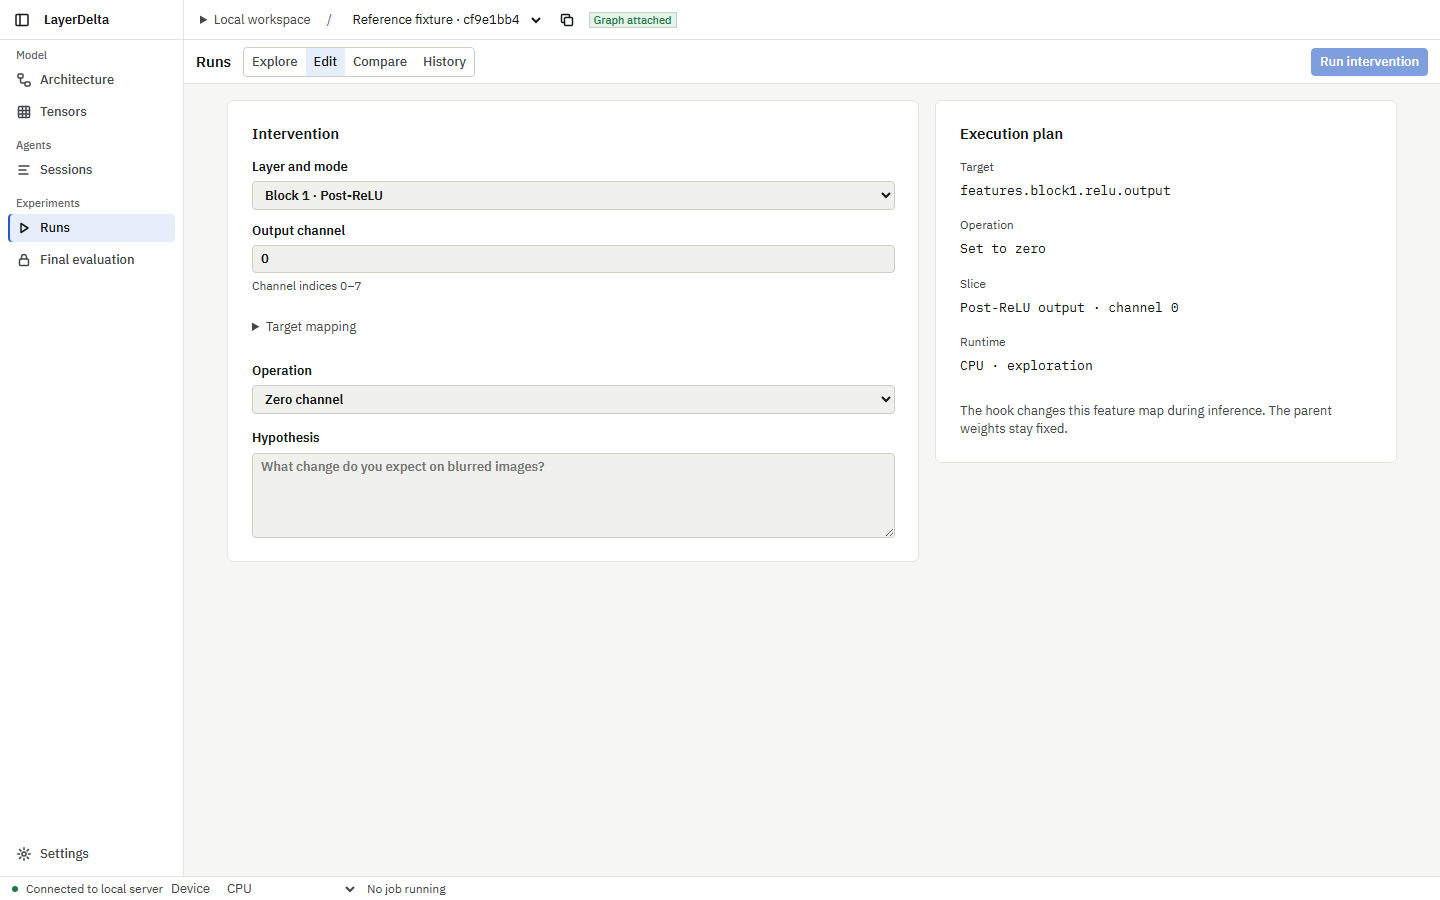 LayerDelta
Local workspace / Reference fixture · cf9e1bb4 Graph attached
Model
Architecture
Tensors
Agents
Sessions
Experiments
Runs
Final evaluation
Settings
Runs Explore Edit Compare History Run intervention
Intervention
Layer and mode
Block 1 · Post-ReLU
Output channel
0
Channel indices 0–7
Target mapping
Operation
Zero channel
Hypothesis
What change do you expect on blurred images?
Execution plan
Target
features.block1.relu.output
Operation
Set to zero
Slice
Post-ReLU output · channel 0
Runtime
CPU · exploration
The hook changes this feature map during inference. The parent
weights stay fixed.
Connected to local server Device CPU No job running